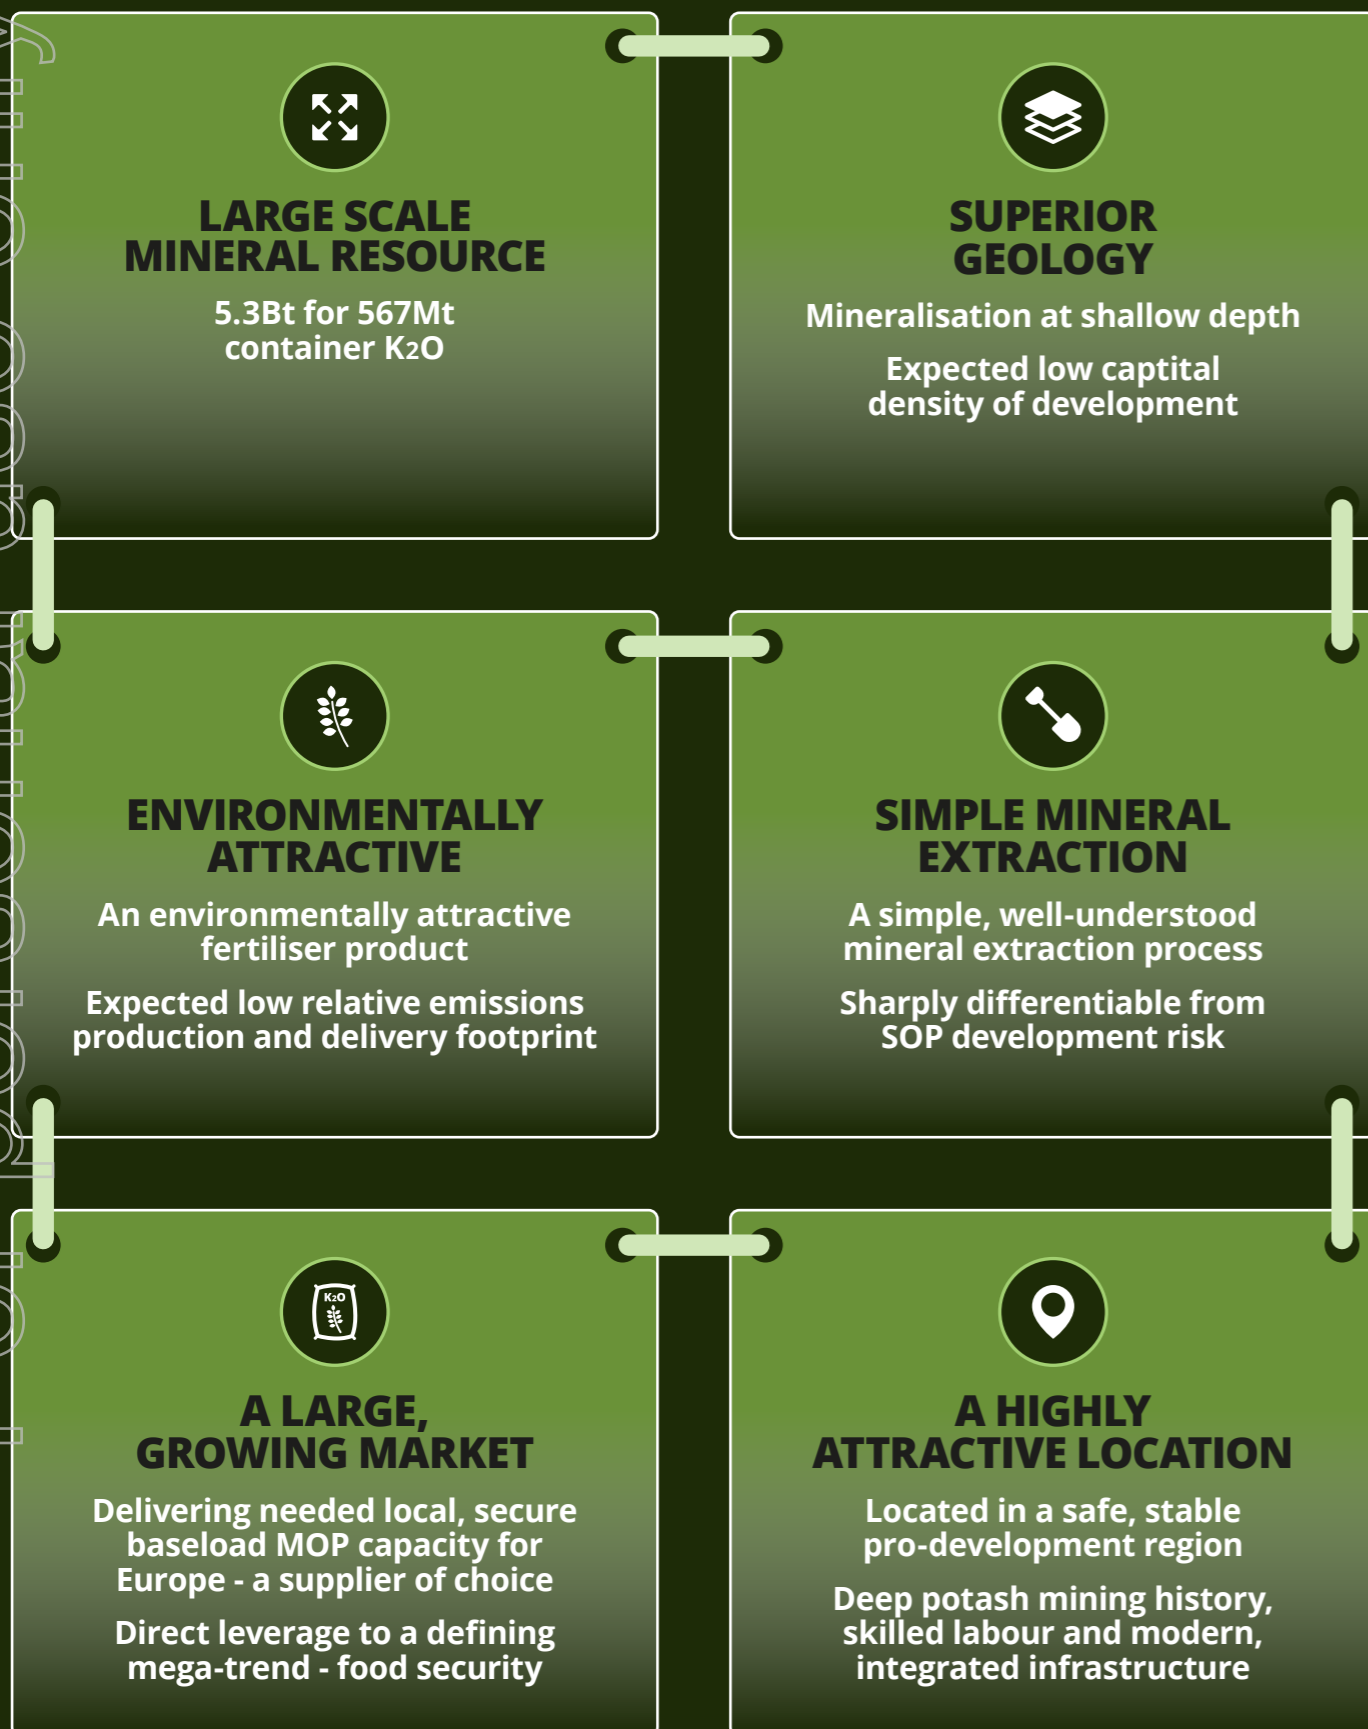 LARGE SCALE
MINERAL RESOURCE
5.3Bt for 567Mt
container K2O
SUPERIOR
GEOLOGY
Mineralisation at shallow depth
Expected low captital
density of development
ENVIRONMENTALLY
ATTRACTIVE
An environmentally attractive
fertiliser product
Expected low relative emissions
production and delivery footprint
SIMPLE MINERAL
EXTRACTION
A simple, well-understood
mineral extraction process
Sharply differentiable from
SOP development risk
K2O
A LARGE,
GROWING MARKET
Delivering needed local, secure
baseload MOP capacity for
Europe - a supplier of choice
Direct leverage to a defining
mega-trend - food security
A HIGHLY
ATTRACTIVE LOCATION
Located in a safe, stable
pro-development region
Deep potash mining history,
skilled labour and modern,
integrated infrastructure